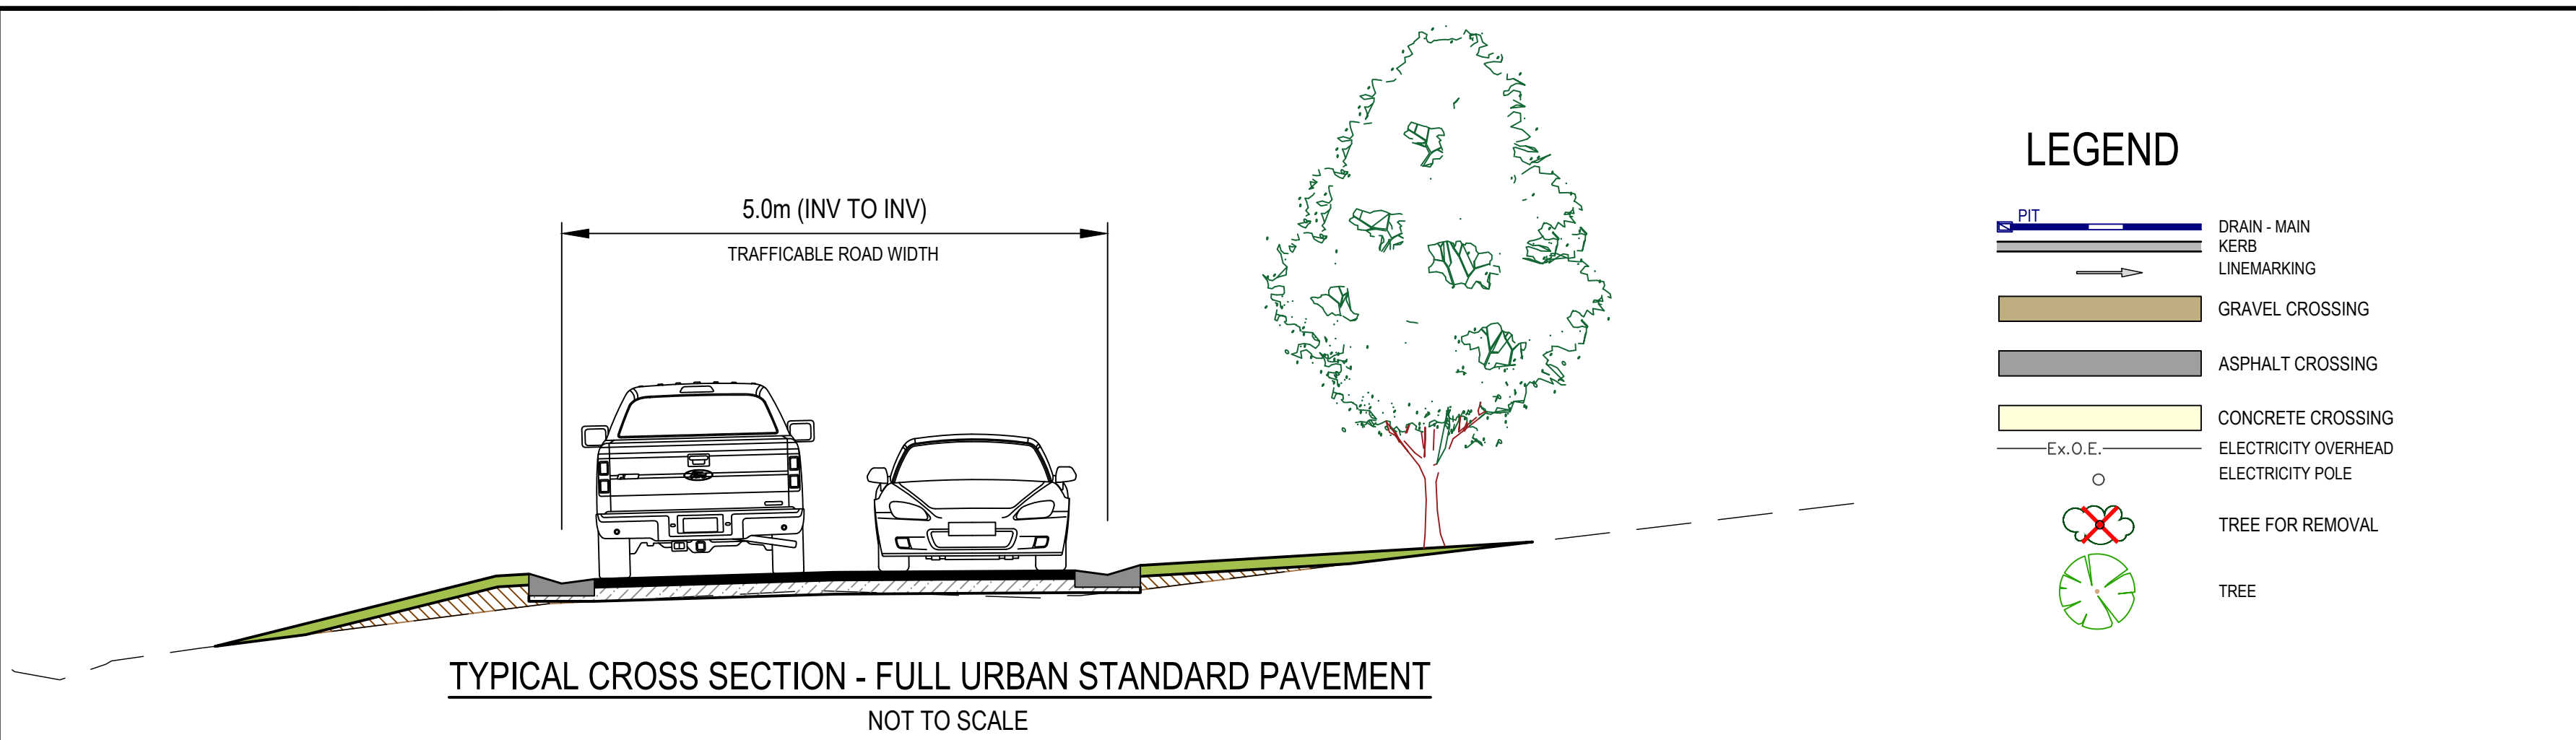 5.0m (INV TO INV)
TRAFFICABLE ROAD WIDTH
TYPICAL CROSS SECTION - FULL URBAN STANDARD PAVEMENT
NOT TO SCALE
LEGEND
PIT
DRAIN - MAIN
KERB
LINEMARKING
GRAVEL CROSSING
ASPHALT CROSSING
CONCRETE CROSSING
Ex.O.E.
ELECTRICITY OVERHEAD
ELECTRICITY POLE
TREE FOR REMOVAL
TREE